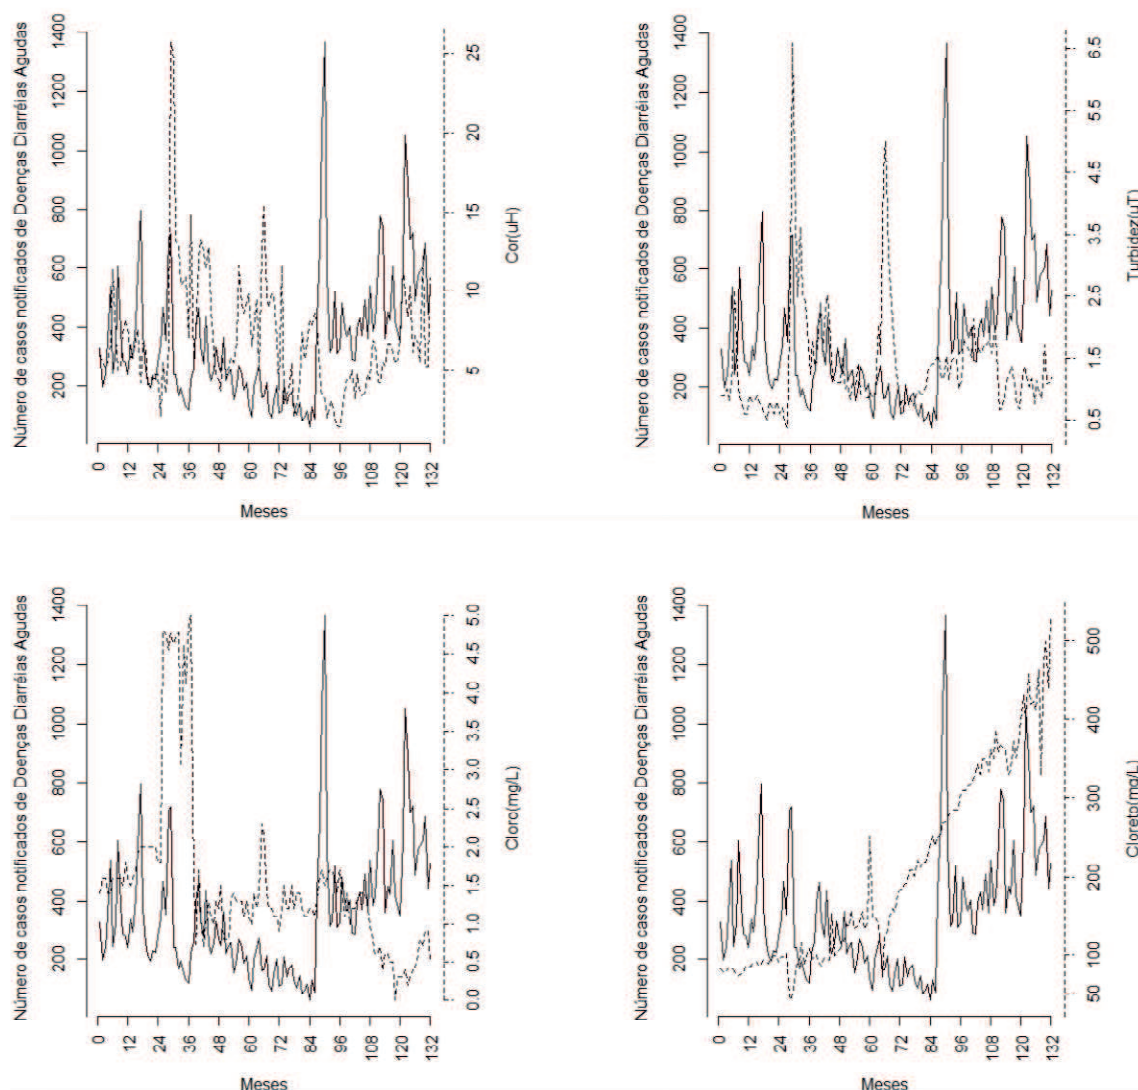 Número de casos notificados de Doenças Diarréias Agudas
200 400 600 800 1000 1200 1400
0 12 24 36 48 60 72 84 96 108 120 132
Meses
5 10 15 20 25
Cor(uH)
Número de casos notificados de Doenças Diarréias Agudas
200 400 600 800 1000 1200 1400
0 12 24 36 48 60 72 84 96 108 120 132
Meses
0.5 1.5 2.5 3.5 4.5 5.5 6.5
Turbidez(uT)
Número de casos notificados de Doenças Diarréias Agudas
200 400 600 800 1000 1200 1400
0 12 24 36 48 60 72 84 96 108 120 132
Meses
0.0 0.5 1.0 1.5 2.0 2.5 3.0 3.5 4.0 4.5 5.0
Cloro(mg/L)
Número de casos notificados de Doenças Diarréias Agudas
200 400 600 800 1000 1200 1400
0 12 24 36 48 60 72 84 96 108 120 132
Meses
50 100 200 300 400 500
Cloreto(mg/L)